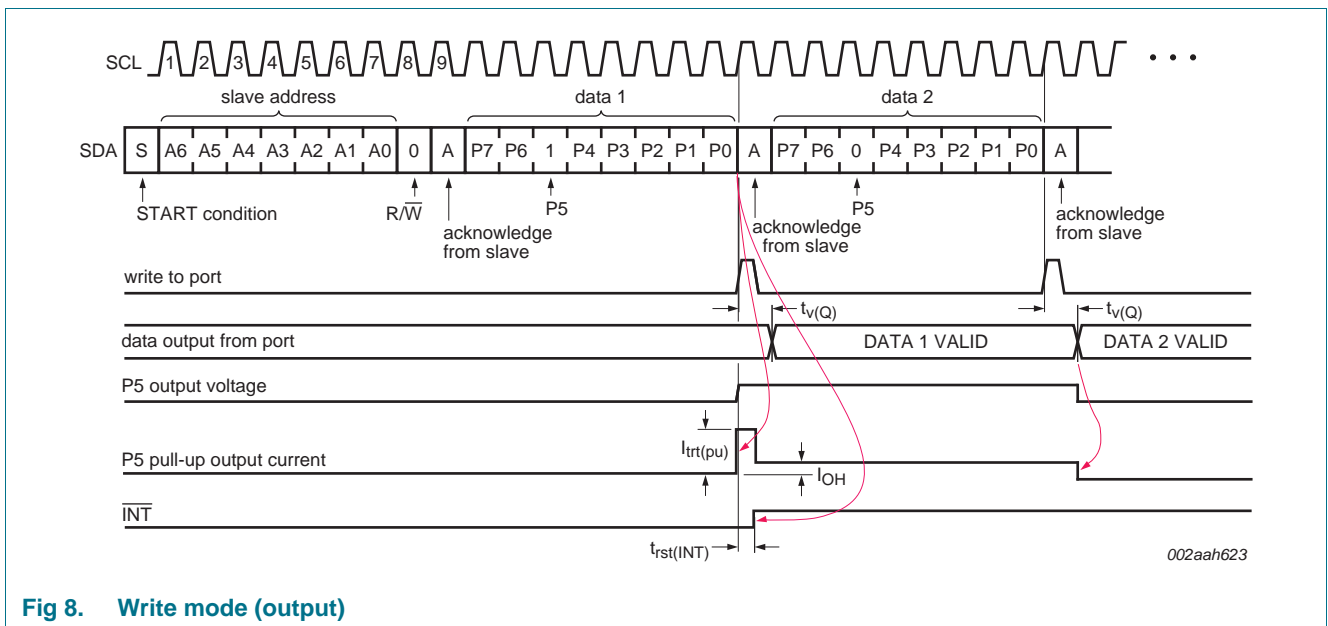 SCL 1 2 3 4 5 6 7 8 9
slave address data 1 data 2
SDA S A6 A5 A4 A3 A2 A1 A0 0 A P7 P6 1 P4 P3 P2 P1 P0 A P7 P6 0 P4 P3 P2 P1 P0 A
START condition R/W̅ acknowledge from slave P5 acknowledge from slave P5 acknowledge from slave
write to port
tv(Q) tv(Q)
data output from port DATA 1 VALID DATA 2 VALID
P5 output voltage
Itrt(pu)
P5 pull-up output current
IOH
I̅N̅T̅
trst(INT)
002aah623
Fig 8. Write mode (output)